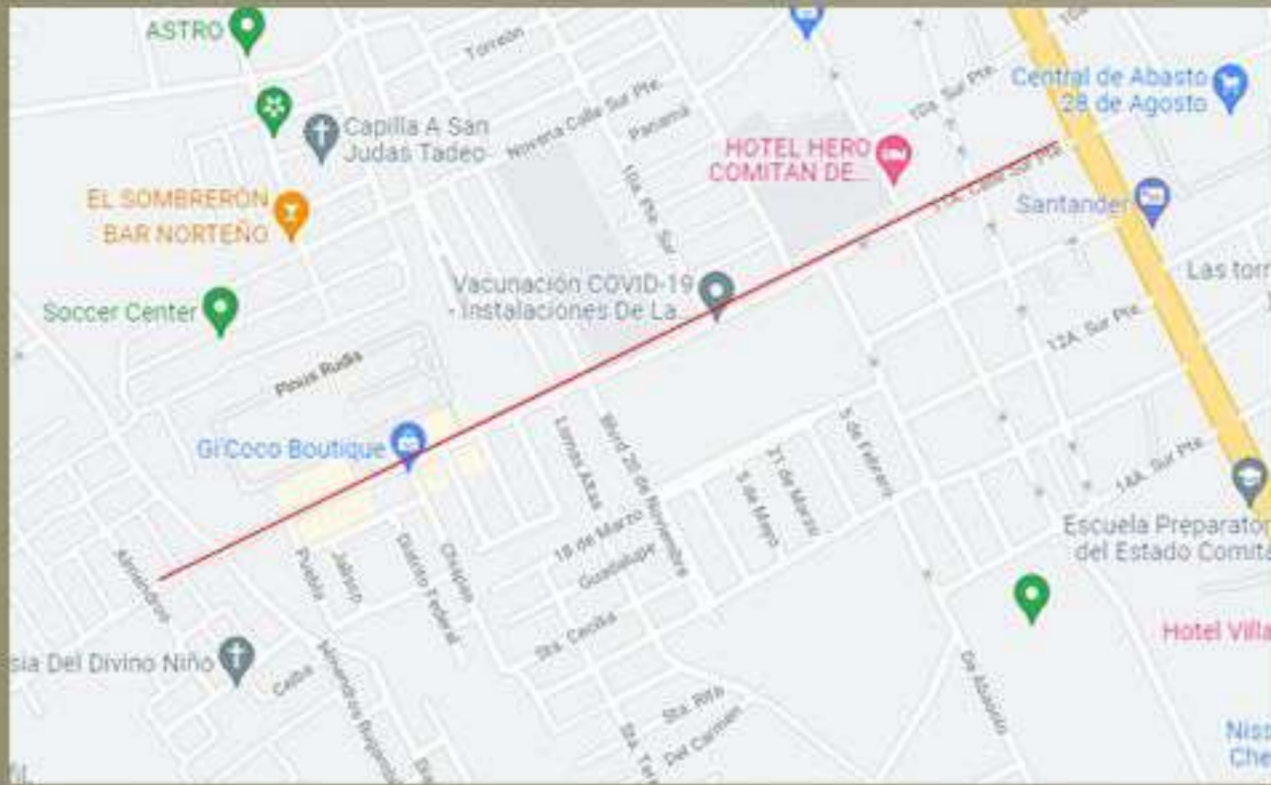 ASTRO
Torreón
10a. Sur Pte.
Central de Abasto
28 de Agosto
Capilla A San
Judas Tadeo
Novena Calle Sur Pte.
Panamá
HOTEL HERO
COMITAN DE...
11A. Calle Sur Pte.
EL SOMBRERON
BAR NORTEÑO
10a. Pte. Sur
Santander
Vacunación COVID-19
- Instalaciones De La...
Las torr
Soccer Center
12A. Sur Pte.
Pinus Rudis
Gi'Coco Boutique
Lomas Altas
Blvd 20 de Noviembre
5 de Febrero
21 de Marzo
5 de Mayo
14A. Sur Pte.
18 de Marzo
Guadalupe
Escuela Preparator
del Estado Comitá
Almendros
Puebla
Jalisco
Distrito Federal
Chiapas
Sta. Cecilia
Hotel Villa
sia Del Divino Niño
Ceiba
Sta. Rita
Del Carmen
De Abasto
Niss
Che